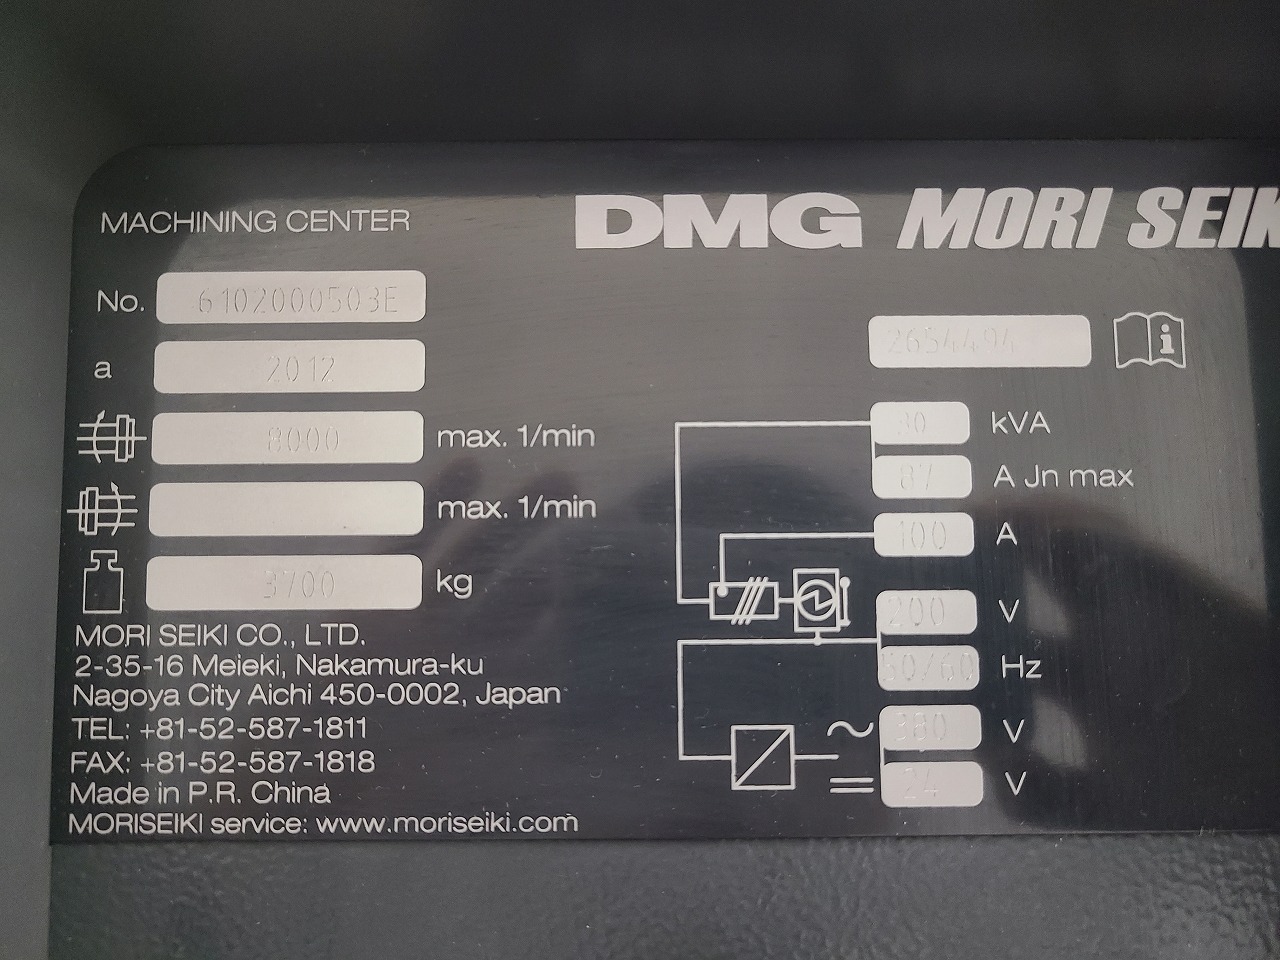 MACHINING CENTER
DMG MORI SEIK
No. 6102000503E
2654494
a 2012
8000 max. 1/min
max. 1/min
3700 kg
MORI SEIKI CO., LTD.
2-35-16 Meieki, Nakamura-ku
Nagoya City Aichi 450-0002, Japan
TEL: +81-52-587-1811
FAX: +81-52-587-1818
Made in P.R. China
MORISEIKI service: www.moriseiki.com
kVA
87 A Jn max
100 A
200 V
50/60 Hz
380 V
24 V